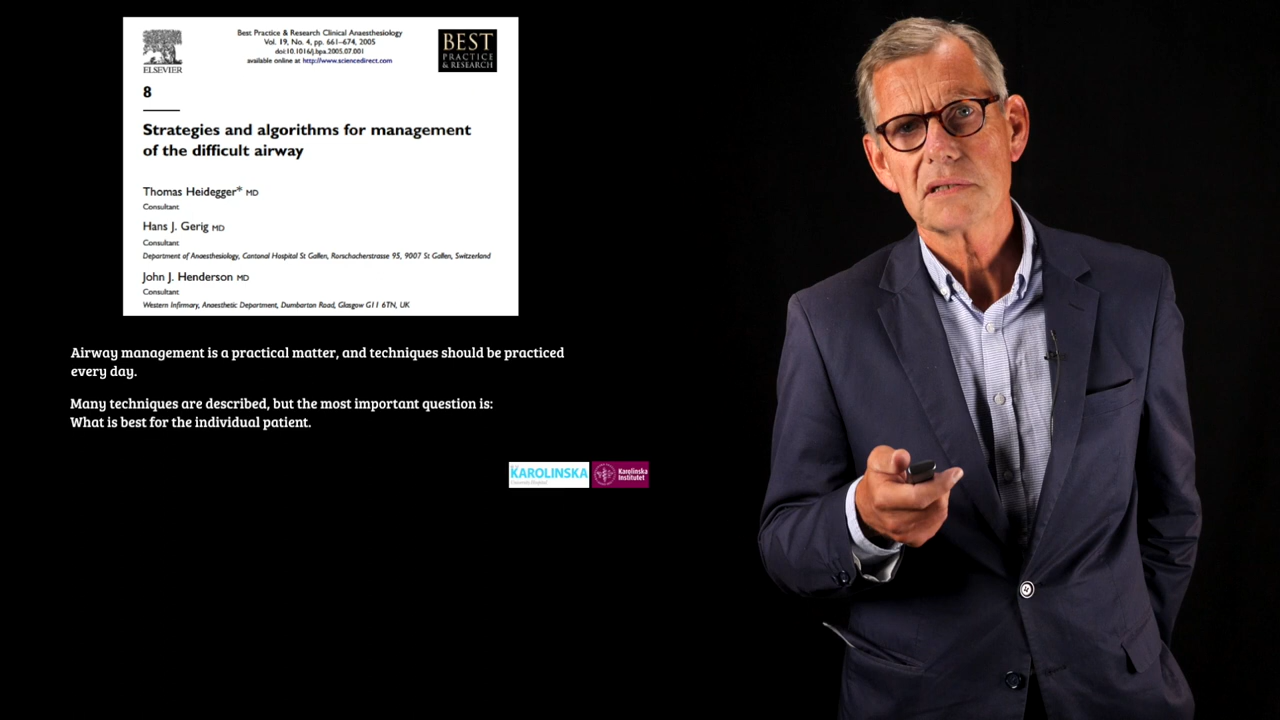 ELSEVIER
Best Practice & Research Clinical Anaesthesiology
Vol. 19, No. 4, pp. 661–674, 2005
doi:10.1016/j.bpa.2005.07.001
available online at http://www.sciencedirect.com
BEST
PRACTICE
& RESEARCH
8
Strategies and algorithms for management
of the difficult airway
Thomas Heidegger* MD
Consultant
Hans J. Gerig MD
Consultant
Department of Anaesthesiology, Cantonal Hospital St Gallen, Rorschacherstrasse 95, 9007 St Gallen, Switzerland
John J. Henderson MD
Consultant
Western Infirmary, Anaesthetic Department, Dumbarton Road, Glasgow G11 6TN, UK
Airway management is a practical matter, and techniques should be practiced
every day.
Many techniques are described, but the most important question is:
What is best for the individual patient.
KAROLINSKA
University Hospital
Karolinska
Institutet